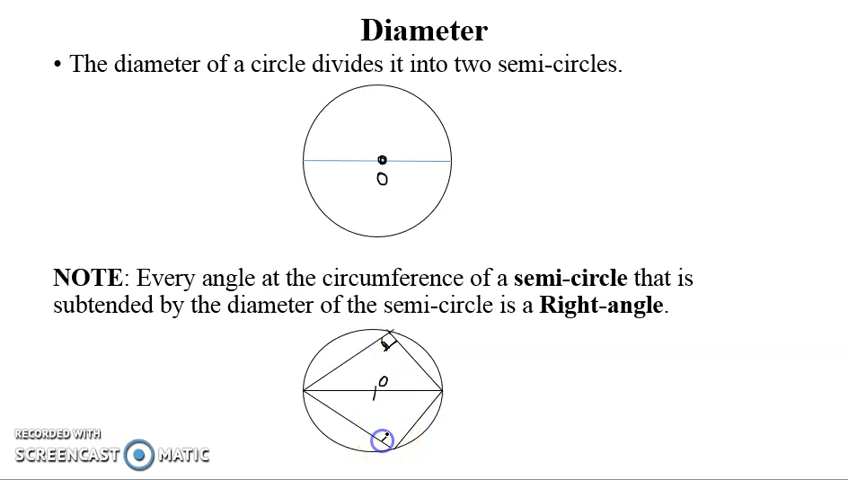 Diameter
• The diameter of a circle divides it into two semi-circles.
O
NOTE: Every angle at the circumference of a semi-circle that is
subtended by the diameter of the semi-circle is a Right-angle.
O
RECORDED WITH
SCREENCAST MATIC